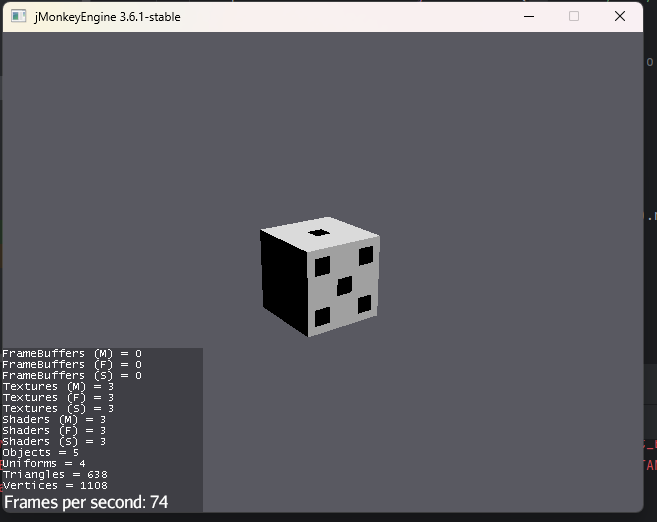 jMonkeyEngine 3.6.1-stable
FrameBuffers (M) = 0
FrameBuffers (F) = 0
FrameBuffers (S) = 0
Textures (M) = 3
Textures (F) = 3
Textures (S) = 3
Shaders (M) = 3
Shaders (F) = 3
Shaders (S) = 3
Objects = 5
Uniforms = 4
Triangles = 638
Vertices = 1108
Frames per second: 74